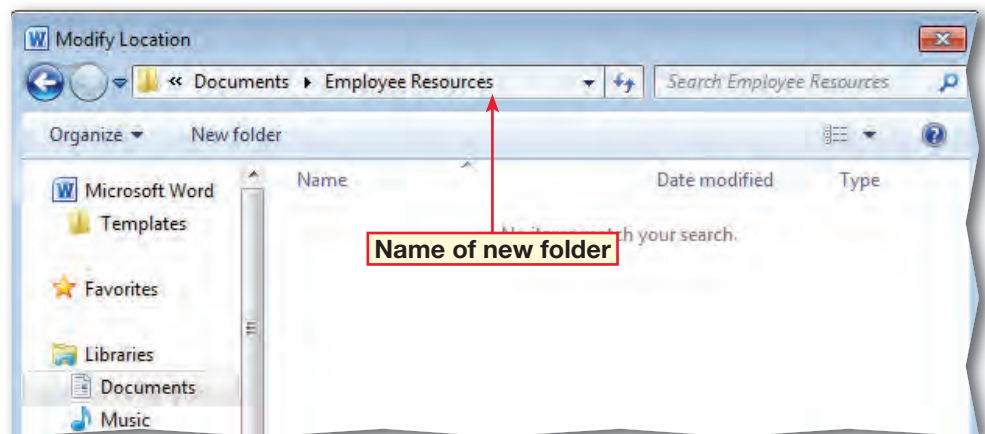 W Modify Location
« Documents ▸ Employee Resources
Search Employee Resources
Organize ▾ New folder
Microsoft Word
Templates
Favorites
Libraries
Documents
Music
Name Date modified Type
your search.
Name of new folder